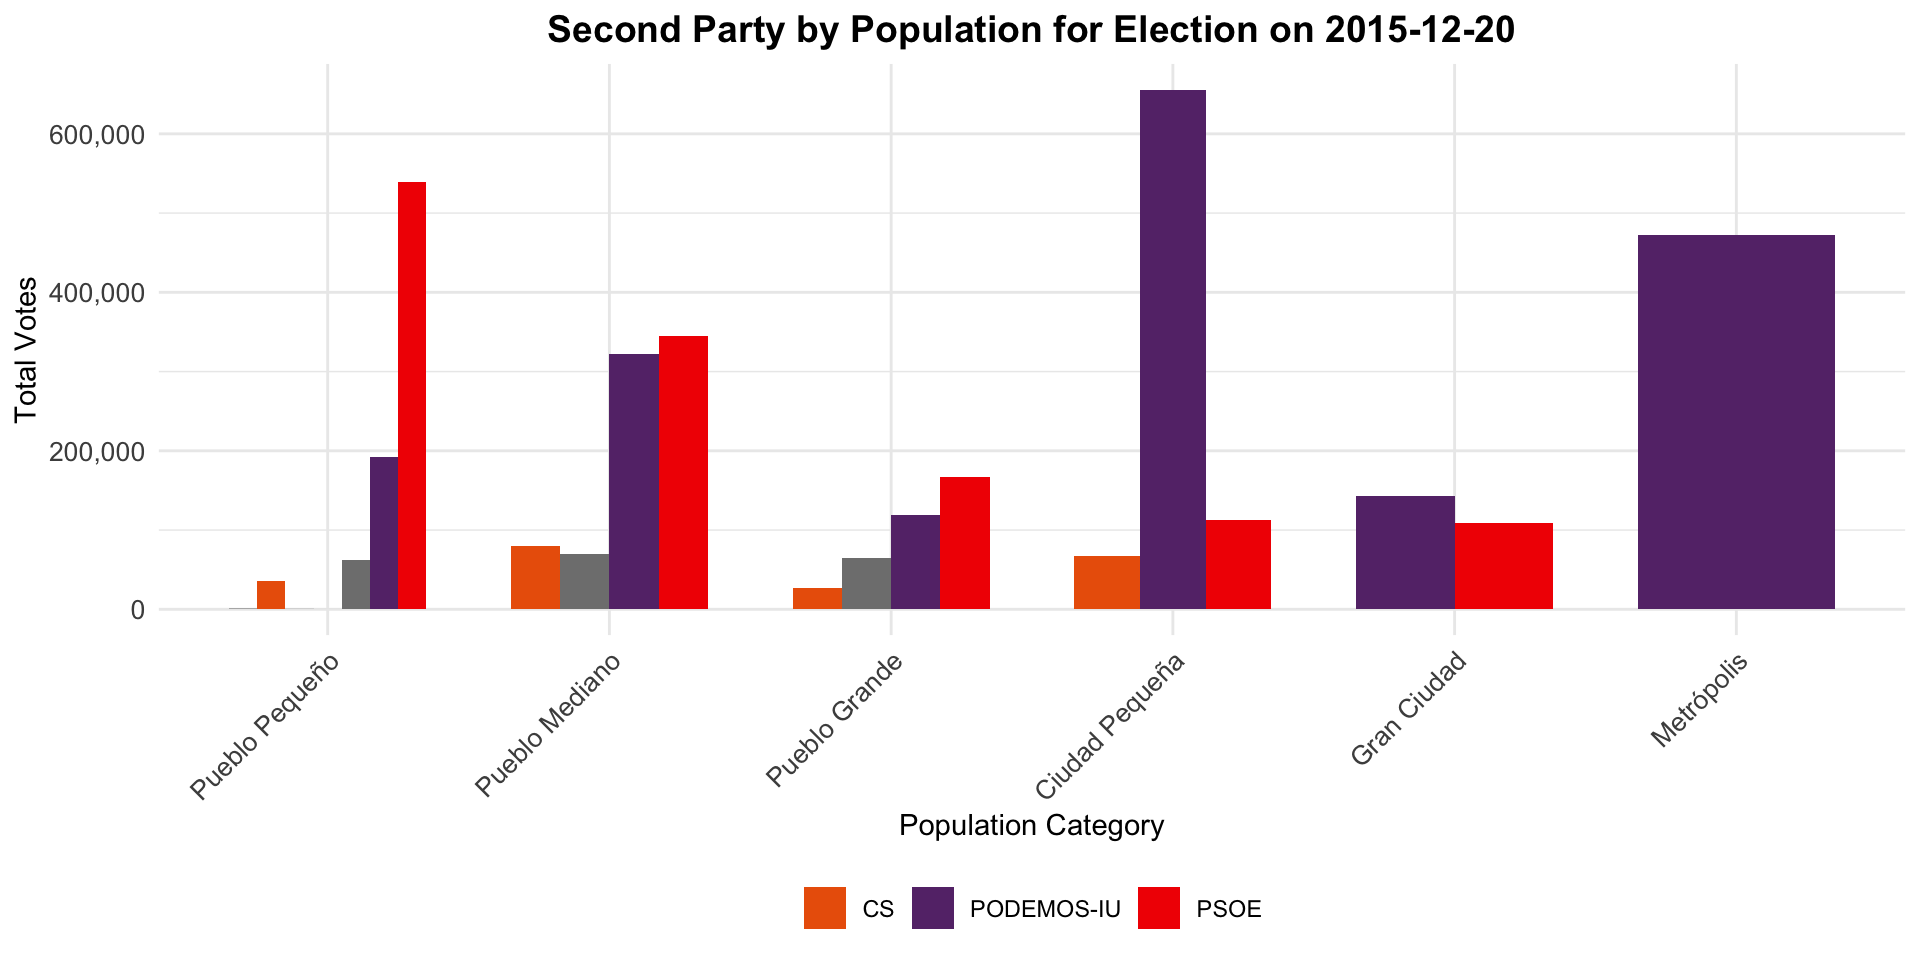 Second Party by Population for Election on 2015-12-20
Total Votes
600,000
400,000
200,000
0
Pueblo Pequeño
Pueblo Mediano
Pueblo Grande
Ciudad Pequeña
Gran Ciudad
Metrópolis
Population Category
CS
PODEMOS-IU
PSOE